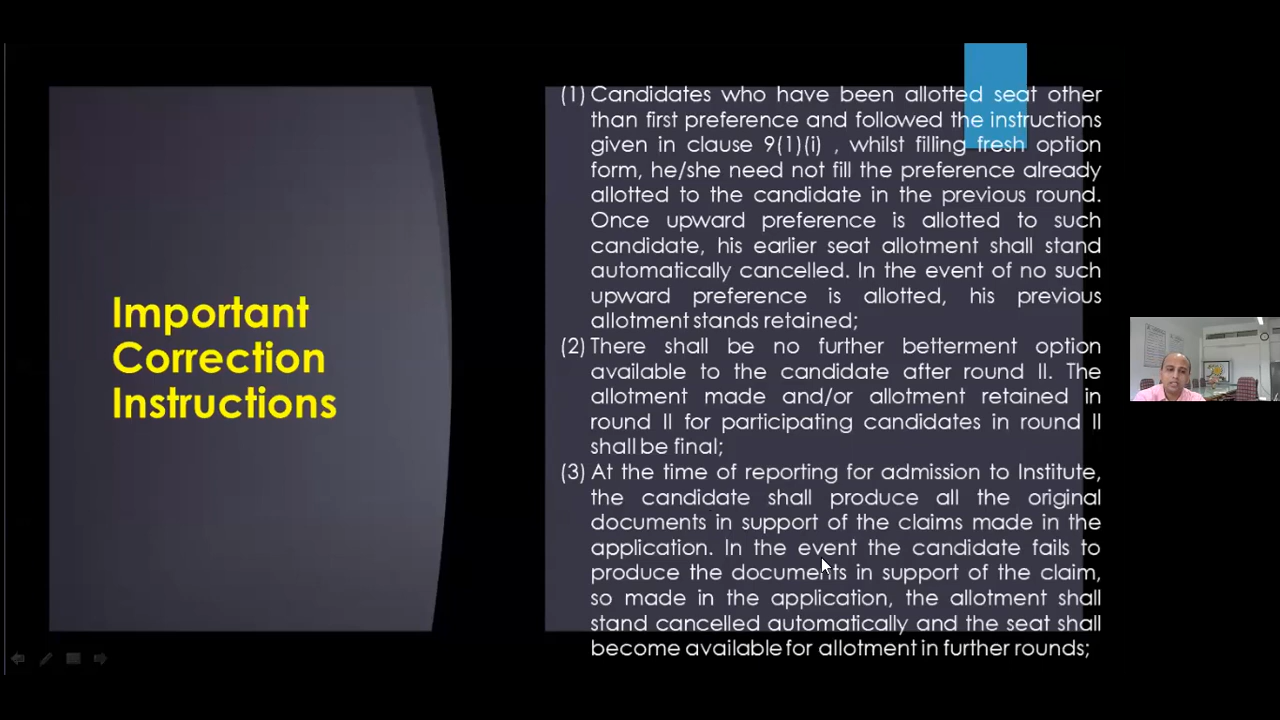 Important
Correction
Instructions
(1) Candidates who have been allotted seat other
than first preference and followed the instructions
given in clause 9(1)(i) , whilst filling fresh option
form, he/she need not fill the preference already
allotted to the candidate in the previous round.
Once upward preference is allotted to such
candidate, his earlier seat allotment shall stand
automatically cancelled. In the event of no such
upward preference is allotted, his previous
allotment stands retained;
(2) There shall be no further betterment option
available to the candidate after round II. The
allotment made and/or allotment retained in
round II for participating candidates in round II
shall be final;
(3) At the time of reporting for admission to Institute,
the candidate shall produce all the original
documents in support of the claims made in the
application. In the event the candidate fails to
produce the documents in support of the claim,
so made in the application, the allotment shall
stand cancelled automatically and the seat shall
become available for allotment in further rounds;